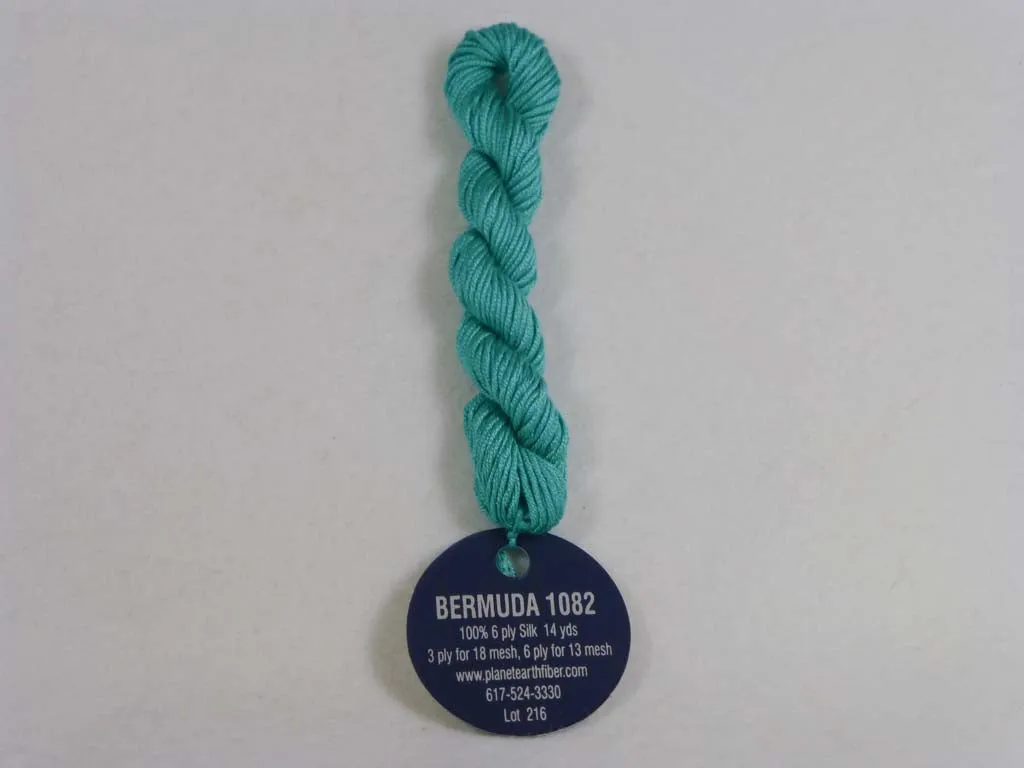 BERMUDA 1082
100% 6 ply Silk 14 yds
3 ply for 18 mesh, 6 ply for 13 mesh
www.planetearthfiber.com
617-524-3330
Lot 216